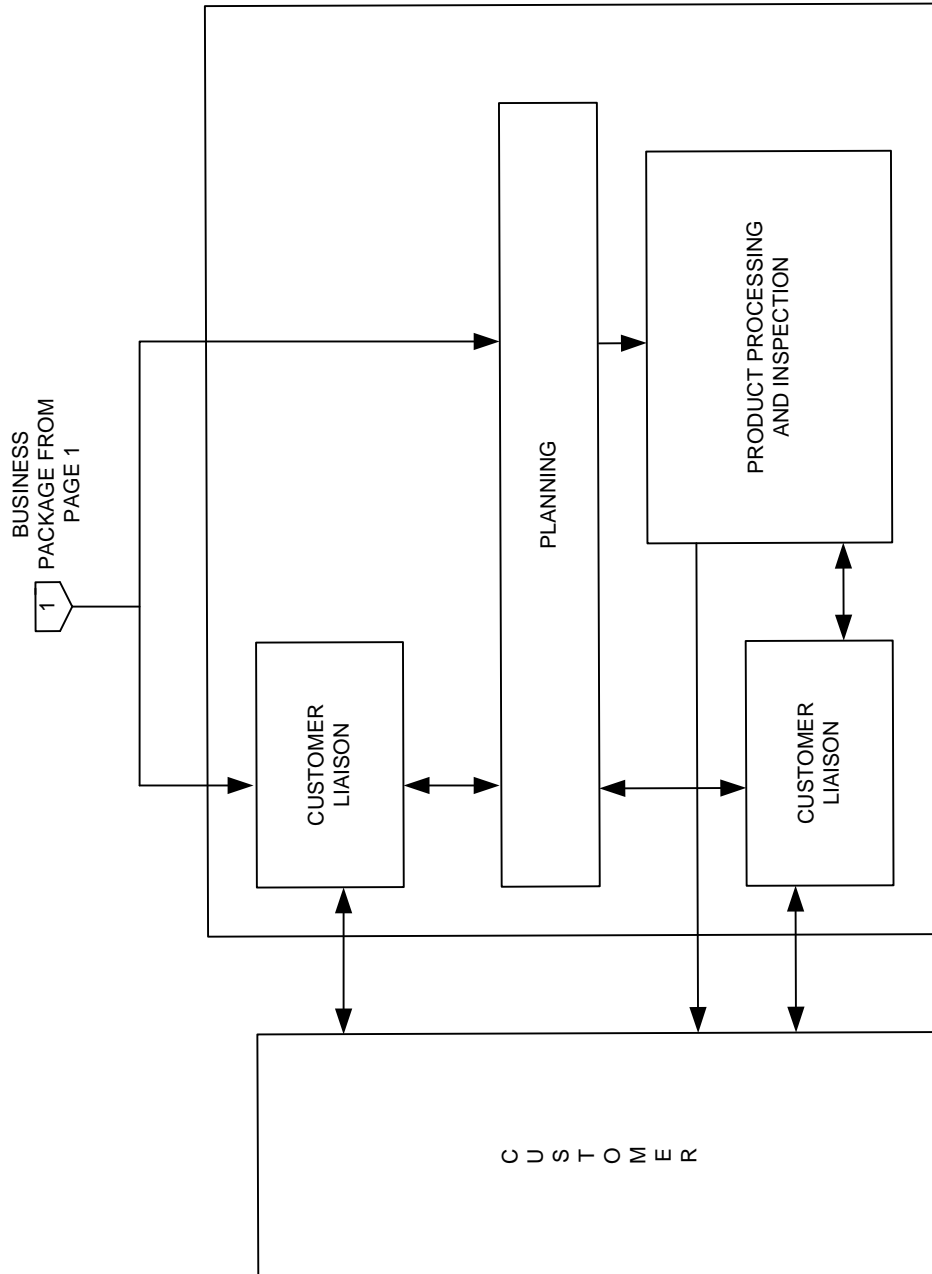 BUSINESS
PACKAGE FROM
PAGE 1
1
CUSTOMER
LIAISON
PLANNING
PRODUCT PROCESSING
AND INSPECTION
CUSTOMER
LIAISON
C
U
S
T
O
M
E
R